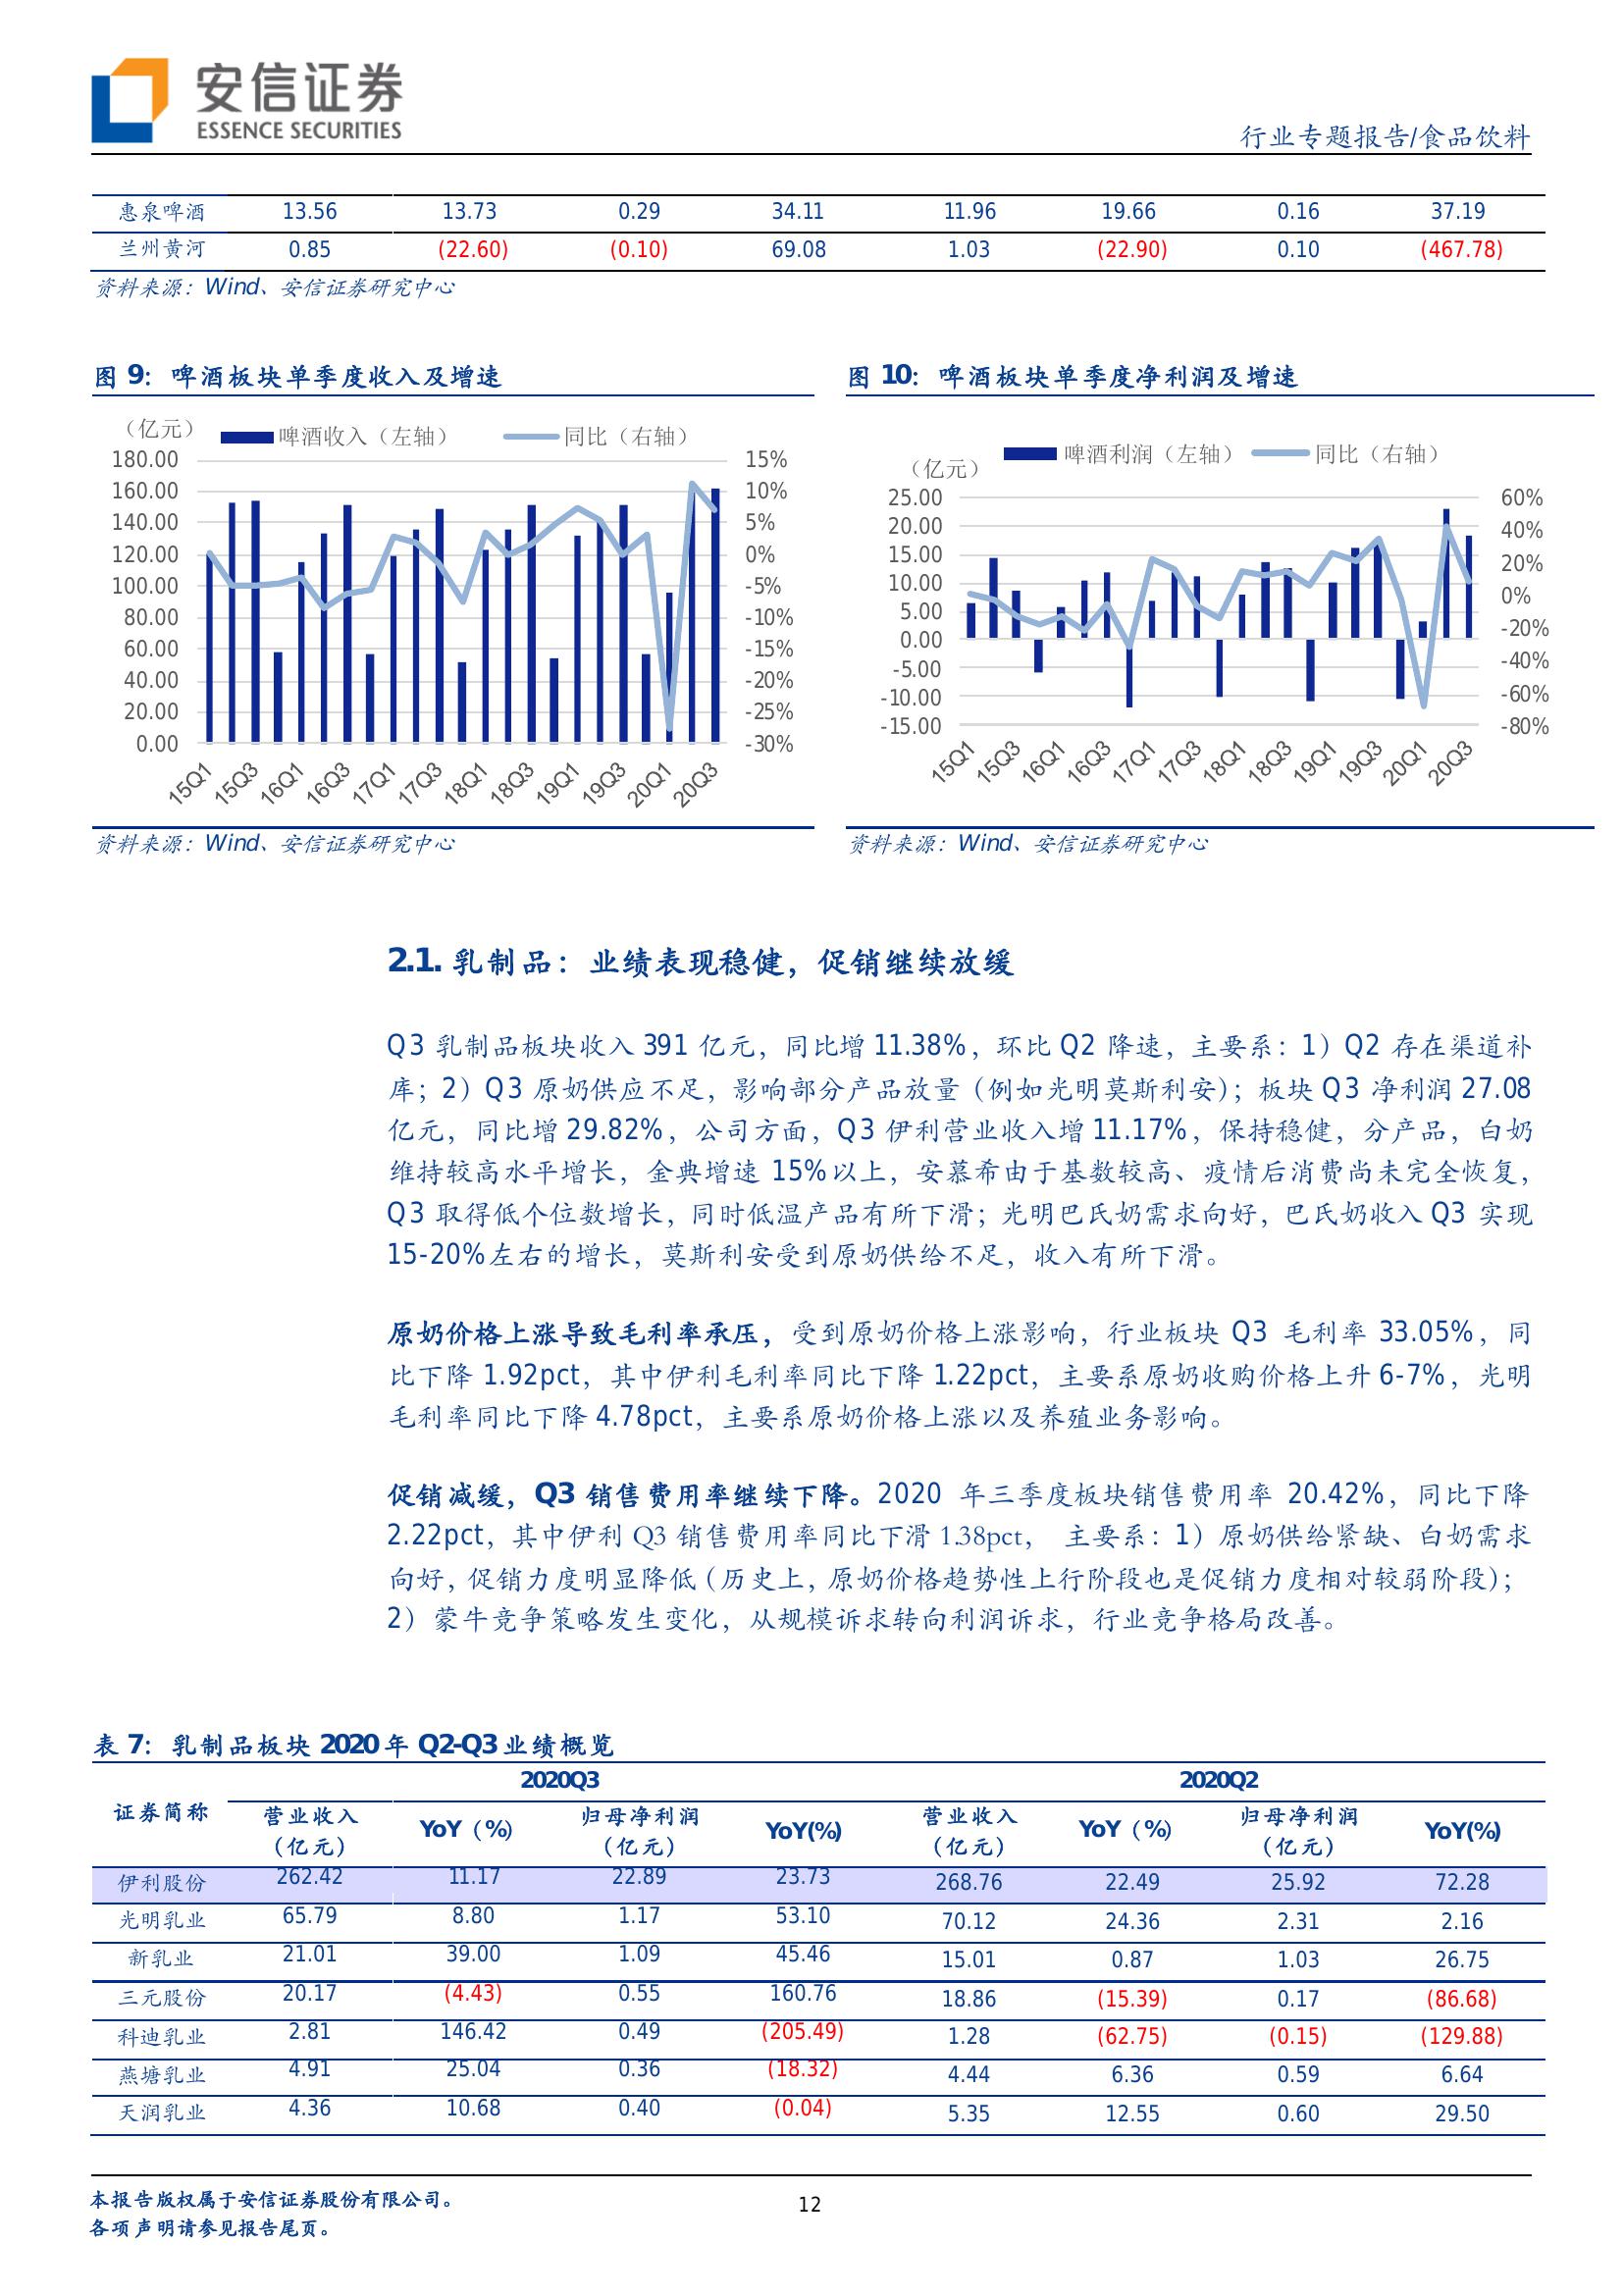 安信证券
ESSENCE SECURITIES
行业专题报告/食品饮料
惠泉啤酒 13.56 13.73 0.29 34.11 11.96 19.66 0.16 37.19
兰州黄河 0.85 (22.60) (0.10) 69.08 1.03 (22.90) 0.10 (467.78)
资料来源：Wind、安信证券研究中心
图 9：啤酒板块单季度收入及增速
（亿元） 啤酒收入（左轴） 同比（右轴）
180.00 15%
160.00 10%
140.00 5%
120.00 0%
100.00 -5%
80.00 -10%
60.00 -15%
40.00 -20%
20.00 -25%
0.00 -30%
15Q1 15Q3 16Q1 16Q3 17Q1 17Q3 18Q1 18Q3 19Q1 19Q3 20Q1 20Q3
资料来源：Wind、安信证券研究中心
图 10：啤酒板块单季度净利润及增速
（亿元） 啤酒利润（左轴） 同比（右轴）
25.00 60%
20.00 40%
15.00 20%
10.00 0%
5.00 -20%
0.00 -40%
-5.00 -60%
-10.00 -80%
-15.00
15Q1 15Q3 16Q1 16Q3 17Q1 17Q3 18Q1 18Q3 19Q1 19Q3 20Q1 20Q3
资料来源：Wind、安信证券研究中心
2.1. 乳制品：业绩表现稳健，促销继续放缓
Q3 乳制品板块收入 391 亿元，同比增 11.38%，环比 Q2 降速，主要系：1）Q2 存在渠道补
库；2）Q3 原奶供应不足，影响部分产品放量（例如光明莫斯利安）；板块 Q3 净利润 27.08
亿元，同比增 29.82%，公司方面，Q3 伊利营业收入增 11.17%，保持稳健，分产品，白奶
维持较高水平增长，金典增速 15%以上，安慕希由于基数较高、疫情后消费尚未完全恢复，
Q3 取得低个位数增长，同时低温产品有所下滑；光明巴氏奶需求向好，巴氏奶收入 Q3 实现
15-20%左右的增长，莫斯利安受到原奶供给不足，收入有所下滑。
原奶价格上涨导致毛利率承压，受到原奶价格上涨影响，行业板块 Q3 毛利率 33.05%，同
比下降 1.92pct，其中伊利毛利率同比下降 1.22pct，主要系原奶收购价格上升 6-7%，光明
毛利率同比下降 4.78pct，主要系原奶价格上涨以及养殖业务影响。
促销减缓，Q3 销售费用率继续下降。2020 年三季度板块销售费用率 20.42%，同比下降
2.22pct，其中伊利 Q3 销售费用率同比下滑 1.38pct， 主要系：1）原奶供给紧缺、白奶需求
向好，促销力度明显降低（历史上，原奶价格趋势性上行阶段也是促销力度相对较弱阶段）；
2）蒙牛竞争策略发生变化，从规模诉求转向利润诉求，行业竞争格局改善。
表 7：乳制品板块 2020 年 Q2-Q3 业绩概览
2020Q3 2020Q2
证券简称 营业收入（亿元） YoY（%） 归母净利润（亿元） YoY(%) 营业收入（亿元） YoY（%） 归母净利润（亿元） YoY(%)
伊利股份 262.42 11.17 22.89 23.73 268.76 22.49 25.92 72.28
光明乳业 65.79 8.80 1.17 53.10 70.12 24.36 2.31 2.16
新乳业 21.01 39.00 1.09 45.46 15.01 0.87 1.03 26.75
三元股份 20.17 (4.43) 0.55 160.76 18.86 (15.39) 0.17 (86.68)
科迪乳业 2.81 146.42 0.49 (205.49) 1.28 (62.75) (0.15) (129.88)
燕塘乳业 4.91 25.04 0.36 (18.32) 4.44 6.36 0.59 6.64
天润乳业 4.36 10.68 0.40 (0.04) 5.35 12.55 0.60 29.50
本报告版权属于安信证券股份有限公司。
各项声明请参见报告尾页。
12